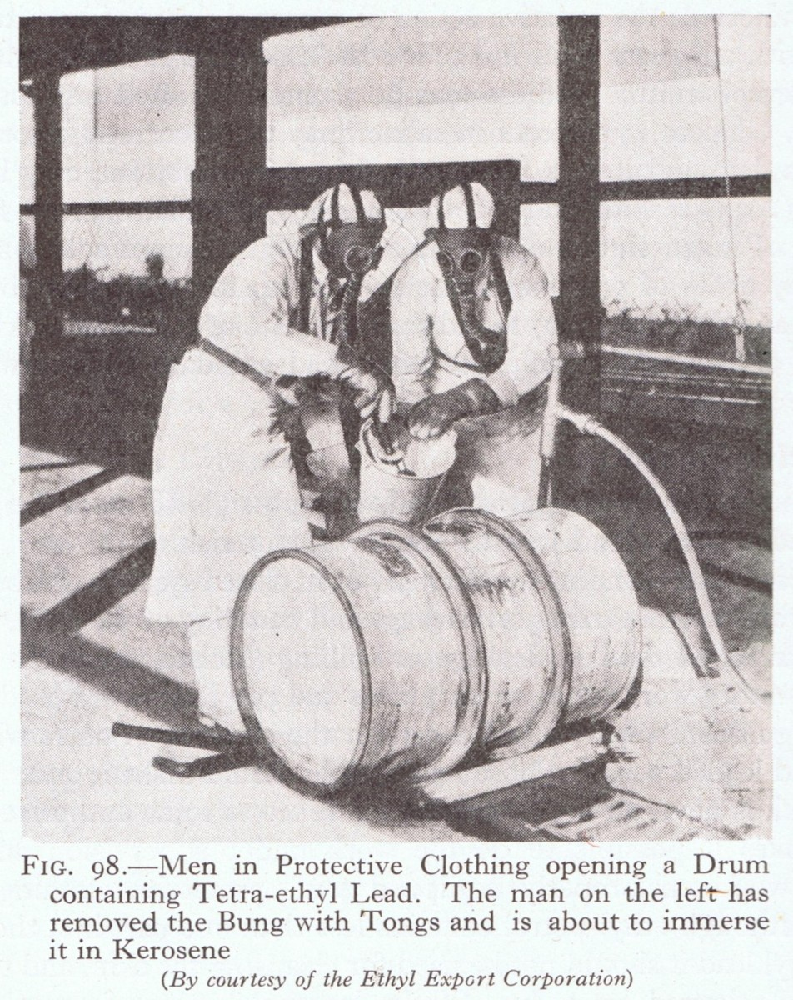 FIG. 98.—Men in Protective Clothing opening a Drum
containing Tetra-ethyl Lead. The man on the left has
removed the Bung with Tongs and is about to immerse
it in Kerosene
(By courtesy of the Ethyl Export Corporation)